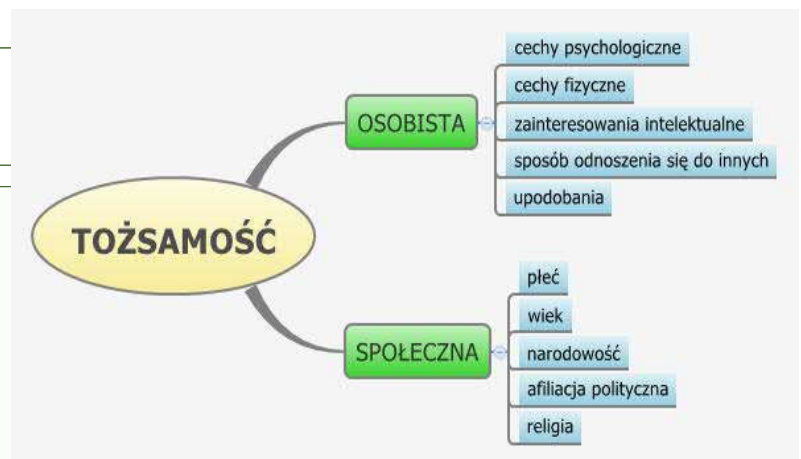 TOŻSAMOŚĆ
OSOBISTA
cechy psychologiczne
cechy fizyczne
zainteresowania intelektualne
sposób odnoszenia się do innych
upodobania
SPOŁECZNA
płeć
wiek
narodowość
afiliacja polityczna
religia